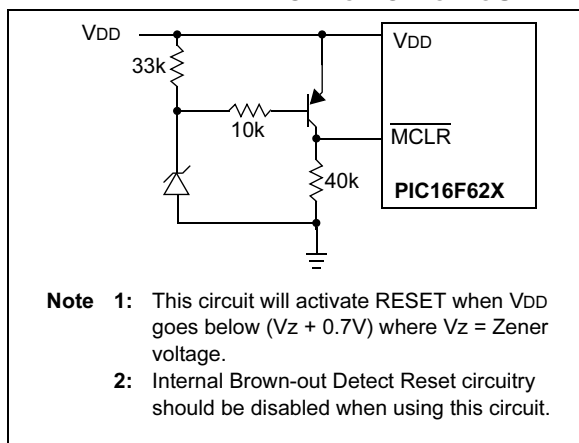 VDD
VDD
33k
10k
MCLR
40k
PIC16F62X
Note 1: This circuit will activate RESET when VDD
goes below (Vz + 0.7V) where Vz = Zener
voltage.
2: Internal Brown-out Detect Reset circuitry
should be disabled when using this circuit.